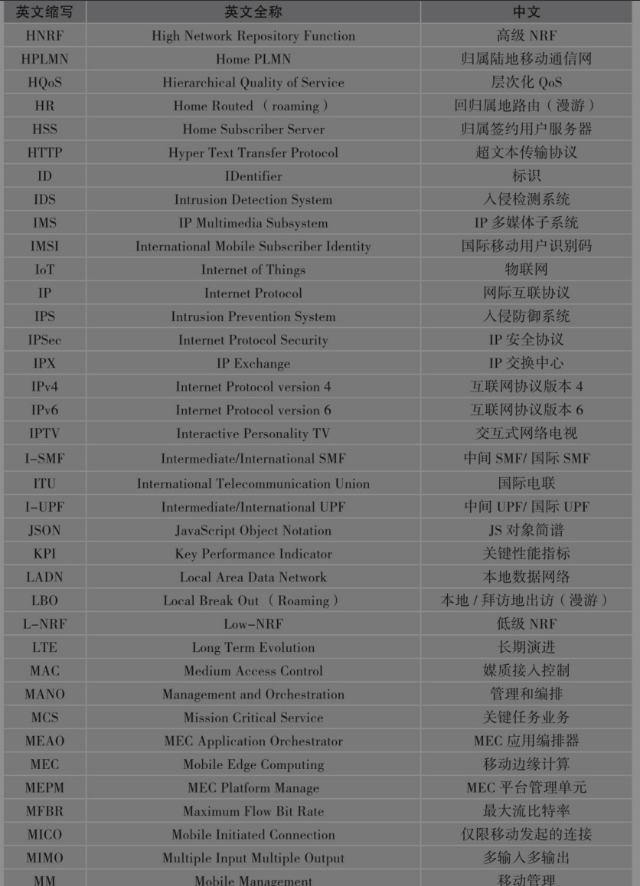 英文缩写 英文全称 中文
HNRF High Network Repository Function 高级 NRF
HPLMN Home PLMN 归属陆地移动通信网
HQoS Hierarchical Quality of Service 层次化 QoS
HR Home Routed （roaming） 回归属地路由（漫游）
HSS Home Subscriber Server 归属签约用户服务器
HTTP Hyper Text Transfer Protocol 超文本传输协议
ID IDentifier 标识
IDS Intrusion Detection System 入侵检测系统
IMS IP Multimedia Subsystem IP 多媒体子系统
IMSI International Mobile Subscriber Identity 国际移动用户识别码
IoT Internet of Things 物联网
IP Internet Protocol 网际互联协议
IPS Intrusion Prevention System 入侵防御系统
IPSec Internet Protocol Security IP 安全协议
IPX IP Exchange IP 交换中心
IPv4 Internet Protocol version 4 互联网协议版本 4
IPv6 Internet Protocol version 6 互联网协议版本 6
IPTV Interactive Personality TV 交互式网络电视
I-SMF Intermediate/International SMF 中间 SMF/ 国际 SMF
ITU International Telecommunication Union 国际电联
I-UPF Intermediate/International UPF 中间 UPF/ 国际 UPF
JSON JavaScript Object Notation JS 对象简谱
KPI Key Performance Indicator 关键性能指标
LADN Local Area Data Network 本地数据网络
LBO Local Break Out （Roaming） 本地 / 拜访地出访（漫游）
L-NRF Low-NRF 低级 NRF
LTE Long Term Evolution 长期演进
MAC Medium Access Control 媒质接入控制
MANO Management and Orchestration 管理和编排
MCS Mission Critical Service 关键任务业务
MEAO MEC Application Orchestrator MEC 应用编排器
MEC Mobile Edge Computing 移动边缘计算
MEPM MEC Platform Manage MEC 平台管理单元
MFBR Maximum Flow Bit Rate 最大流比特率
MICO Mobile Initiated Connection 仅限移动发起的连接
MIMO Multiple Input Multiple Output 多输入多输出
MM Mobile Management 移动管理